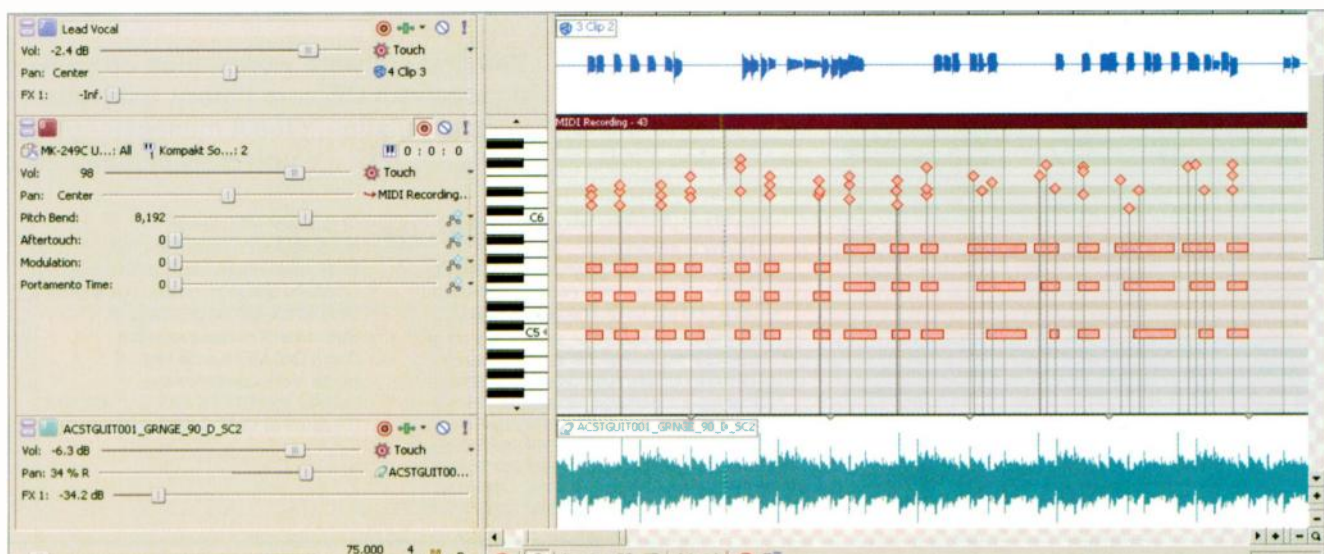 Lead Vocal
Vol: -2.4 dB Touch
Pan: Center 4 Clip 3
FX 1: -Inf.
3 Clip 2
MK-249C U...: All Kompakt So...: 2 0 : 0 : 0
Vol: 98 Touch
Pan: Center MIDI Recording...
Pitch Bend: 8,192
Aftertouch: 0
Modulation: 0
Portamento Time: 0
MIDI Recording - 43
C6
C5
ACSTGUIT001_GRNGE_90_D_SC2
Vol: -6.3 dB Touch
Pan: 34 % R ACSTGUIT00...
FX 1: -34.2 dB
ACSTGUIT001_GRNGE_90_D_SC2
75.000 4